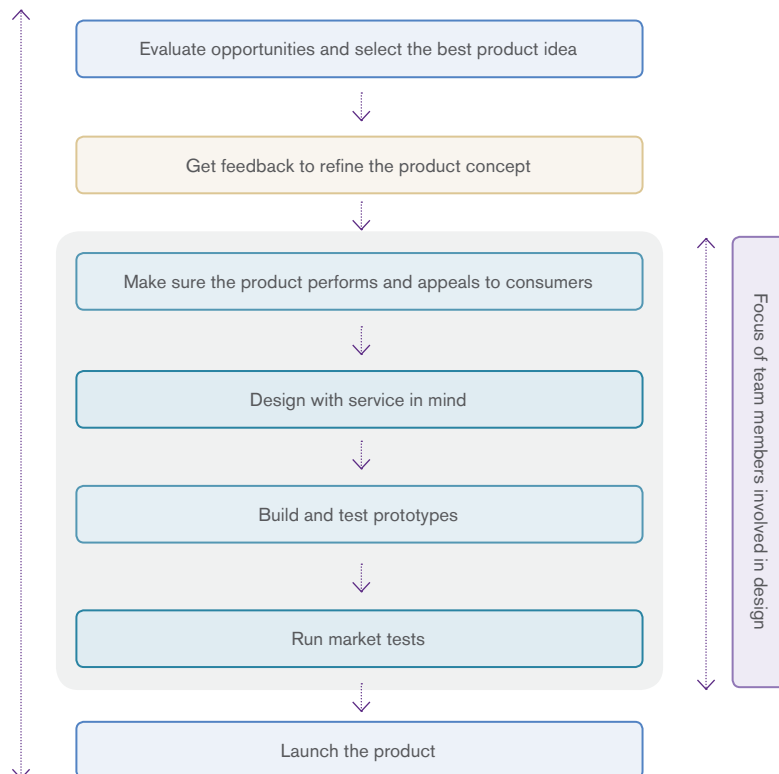 Evaluate opportunities and select the best product idea
Get feedback to refine the product concept
Make sure the product performs and appeals to consumers
Design with service in mind
Build and test prototypes
Run market tests
Launch the product
Focus of team members involved in design